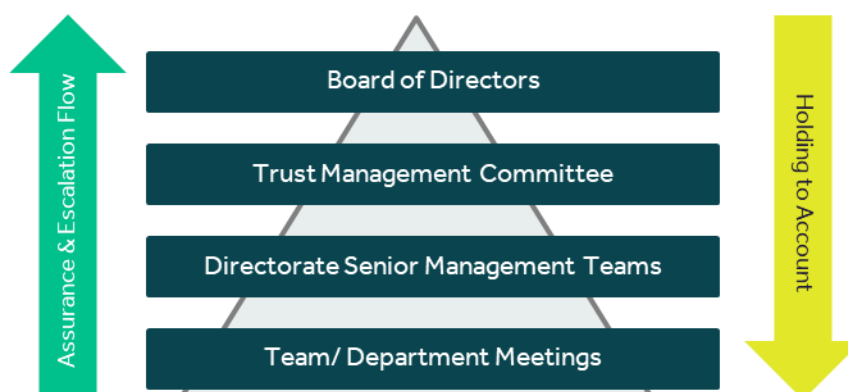 Assurance & Escalation Flow
Board of Directors
Trust Management Committee
Directorate Senior Management Teams
Team/ Department Meetings
Holding to Account